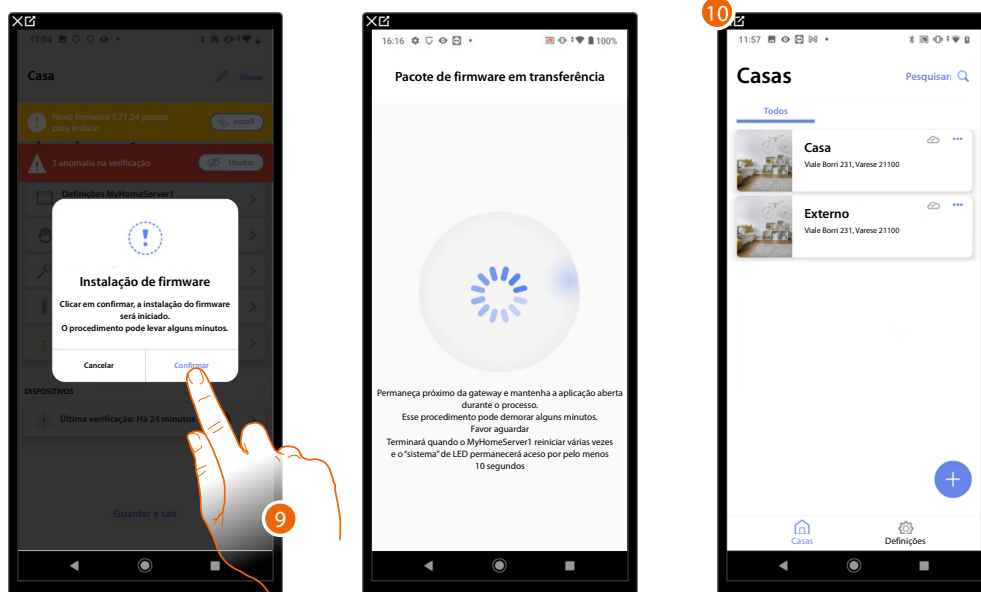 17:04
Casa
Alterar
Novo firmware 3.71.24 pronto
para instalar
Install
1 anomalia na verificação
Ocultar
Definições MyHomeServer1
Instalação de firmware
Clicar em confirmar, a instalação do firmware
será iniciado.
O procedimento pode levar alguns minutos.
Cancelar
Confirmar
DISPOSITIVOS
Última verificação: Há 24 minutos
Guardar e sair
9
16:16
100%
Pacote de firmware em transferência
Permaneça próximo da gateway e mantenha a aplicação aberta
durante o processo.
Esse procedimento pode demorar alguns minutos.
Favor aguardar
Terminará quando o MyHomeServer1 reiniciar várias vezes
e o “sistema” de LED permanecerá aceso por pelo menos
10 segundos
10
11:57
Casas
Pesquisar
Todos
Casa
Viale Borri 231, Varese 21100
Externo
Viale Borri 231, Varese 21100
Casas
Definições